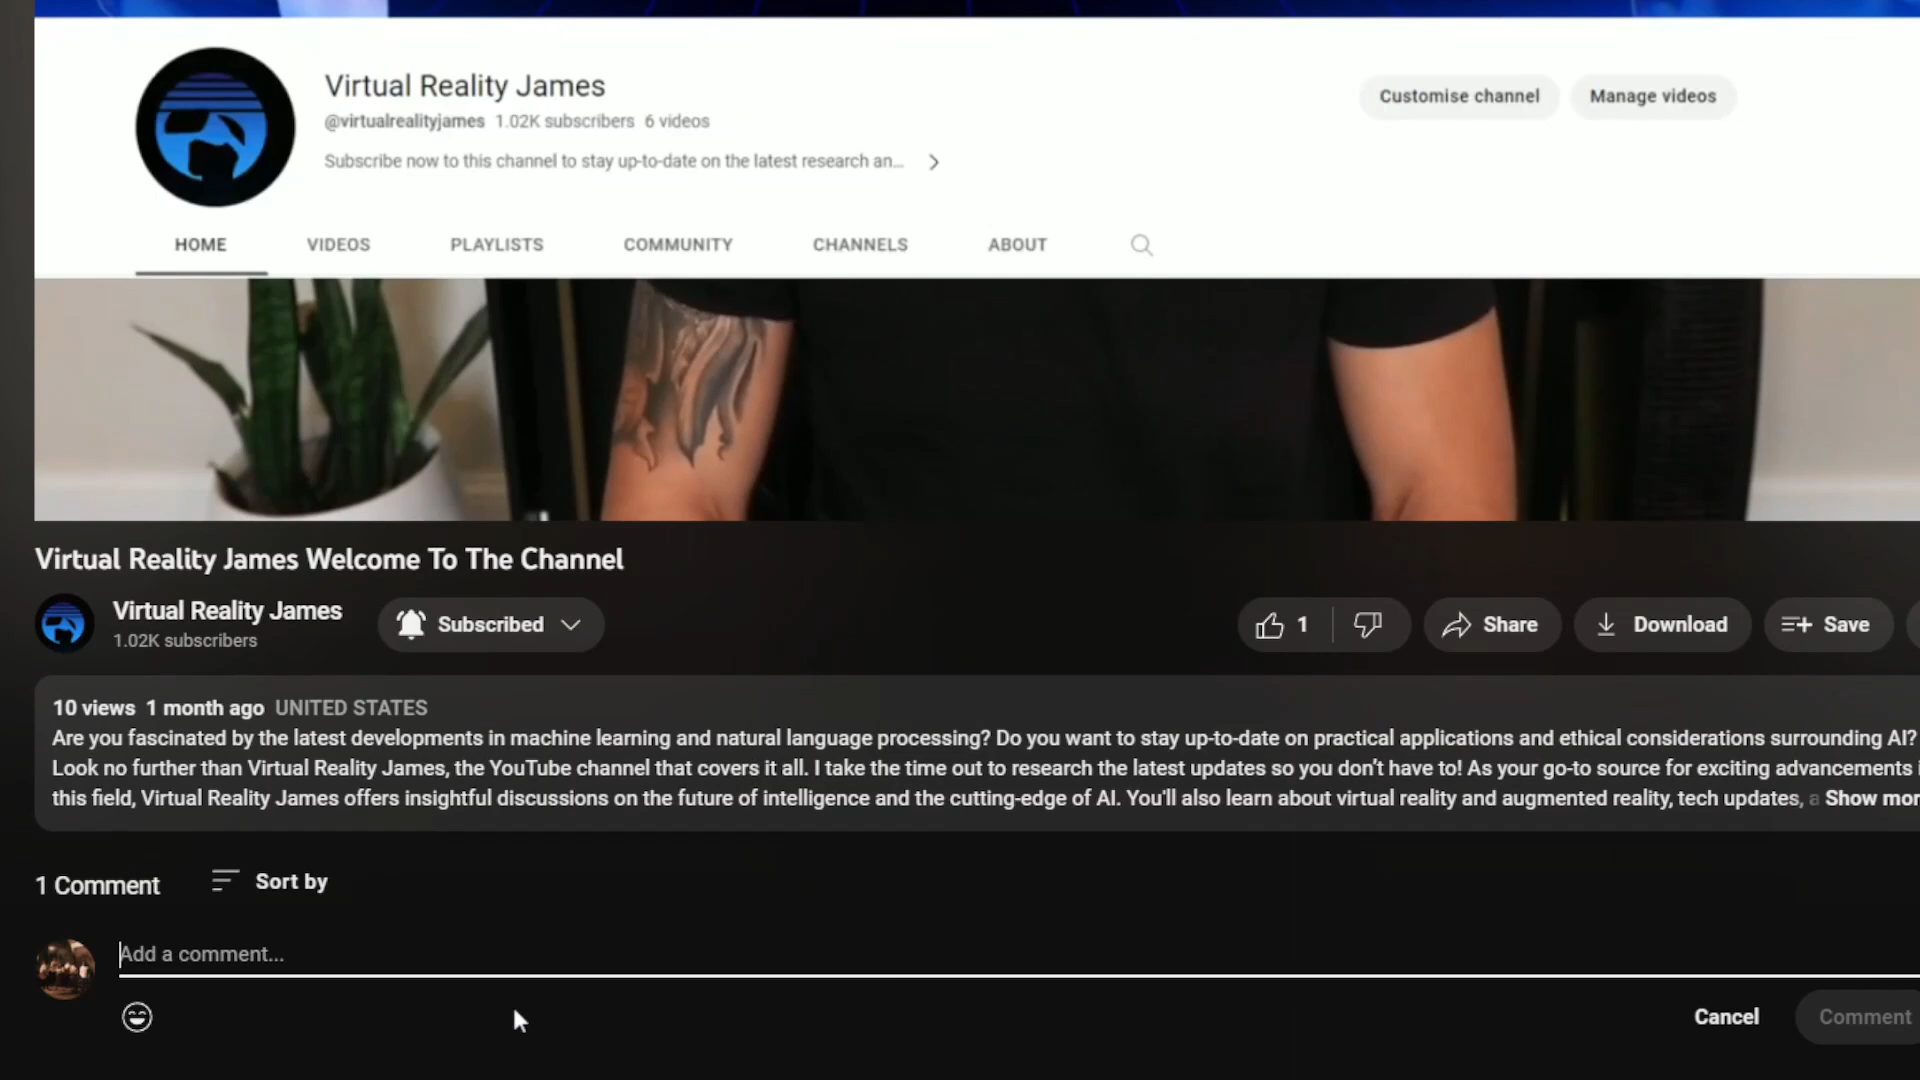 Virtual Reality James
@virtualrealityjames 1.02K subscribers 6 videos
Subscribe now to this channel to stay up-to-date on the latest research an...
Customise channel
Manage videos
HOME VIDEOS PLAYLISTS COMMUNITY CHANNELS ABOUT
Virtual Reality James Welcome To The Channel
Virtual Reality James
1.02K subscribers
Subscribed
1
Share
Download
Save
10 views 1 month ago UNITED STATES
Are you fascinated by the latest developments in machine learning and natural language processing? Do you want to stay up-to-date on practical applications and ethical considerations surrounding AI?
Look no further than Virtual Reality James, the YouTube channel that covers it all. I take the time out to research the latest updates so you don't have to! As your go-to source for exciting advancements
this field, Virtual Reality James offers insightful discussions on the future of intelligence and the cutting-edge of AI. You'll also learn about virtual reality and augmented reality, tech updates, a Show mor
1 Comment
Sort by
Add a comment...
Cancel
Comment